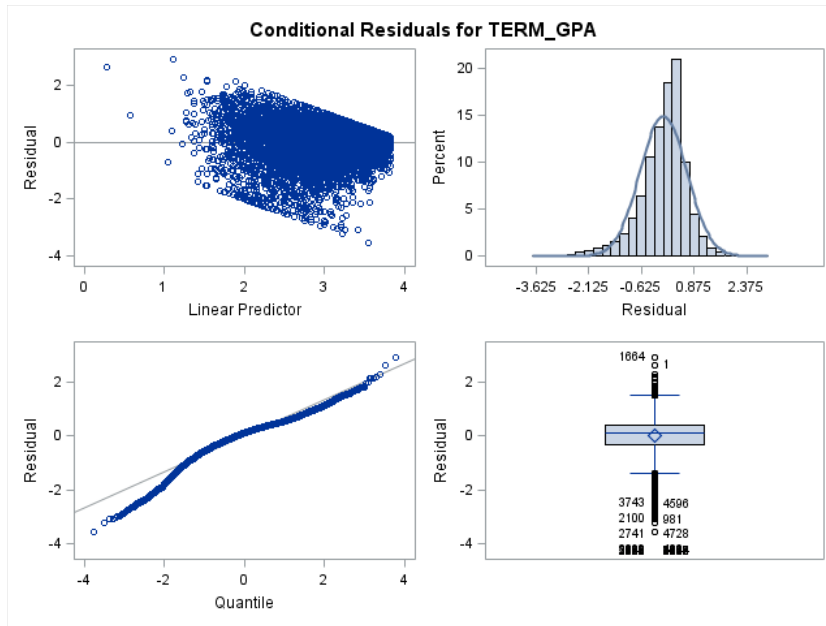 Conditional Residuals for TERM_GPA
2
0
-2
-4
Residual
0 1 2 3 4
Linear Predictor
20
15
10
5
0
Percent
-3.625 -2.125 -0.625 0.875 2.375
Residual
2
0
-2
-4
Residual
-4 -2 0 2 4
Quantile
2
0
-2
-4
Residual
1664 1
3743 4596
2100 981
2741 4728